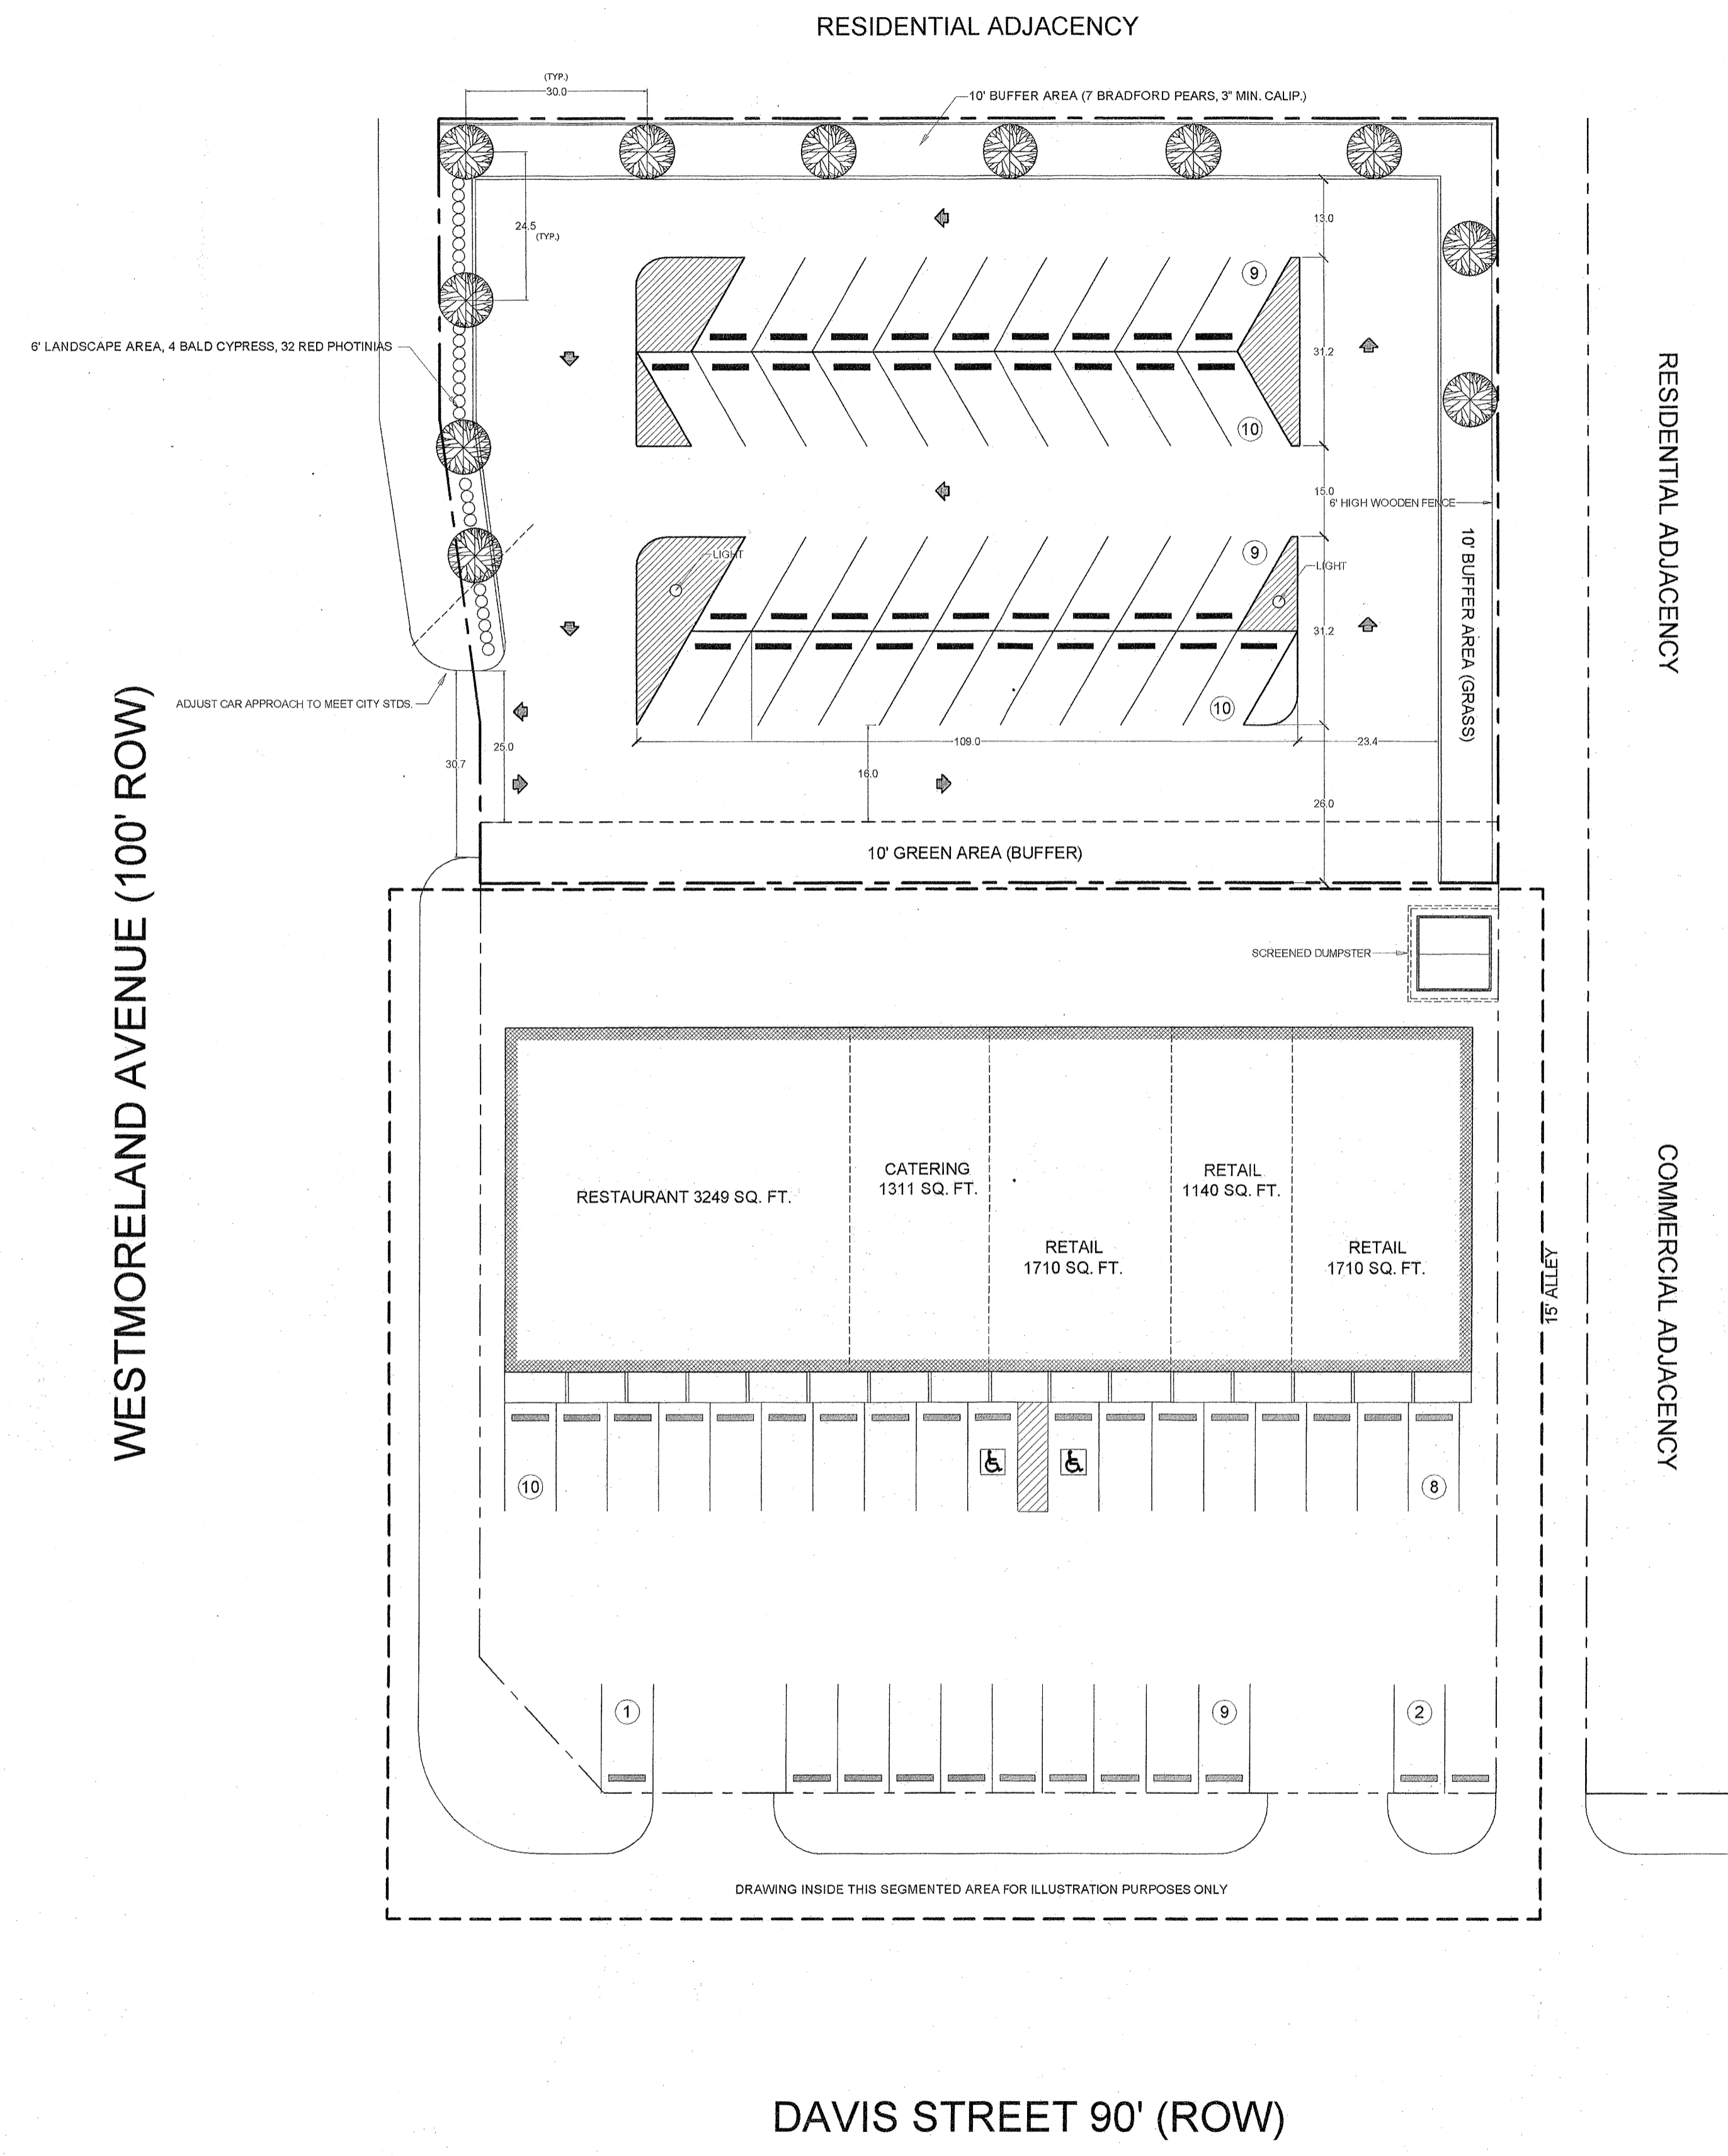 RESIDENTIAL ADJACENCY
(TYP.)
30.0
10' BUFFER AREA (7 BRADFORD PEARS, 3" MIN. CALIP.)
24.5
(TYP.)
13.0
9
6' LANDSCAPE AREA, 4 BALD CYPRESS, 32 RED PHOTINIAS
31.2
10
15.0
6' HIGH WOODEN FENCE
RESIDENTIAL ADJACENCY
10' BUFFER AREA (GRASS)
LIGHT
9
LIGHT
31.2
ADJUST CAR APPROACH TO MEET CITY STDS.
10
25.0
109.0
23.4
30.7
16.0
26.0
10' GREEN AREA (BUFFER)
WESTMORELAND AVENUE (100' ROW)
SCREENED DUMPSTER
RESTAURANT 3249 SQ. FT.
CATERING
1311 SQ. FT.
RETAIL
1710 SQ. FT.
RETAIL
1140 SQ. FT.
RETAIL
1710 SQ. FT.
15' ALLEY
COMMERCIAL ADJACENCY
10
8
1
9
2
DRAWING INSIDE THIS SEGMENTED AREA FOR ILLUSTRATION PURPOSES ONLY
DAVIS STREET 90' (ROW)